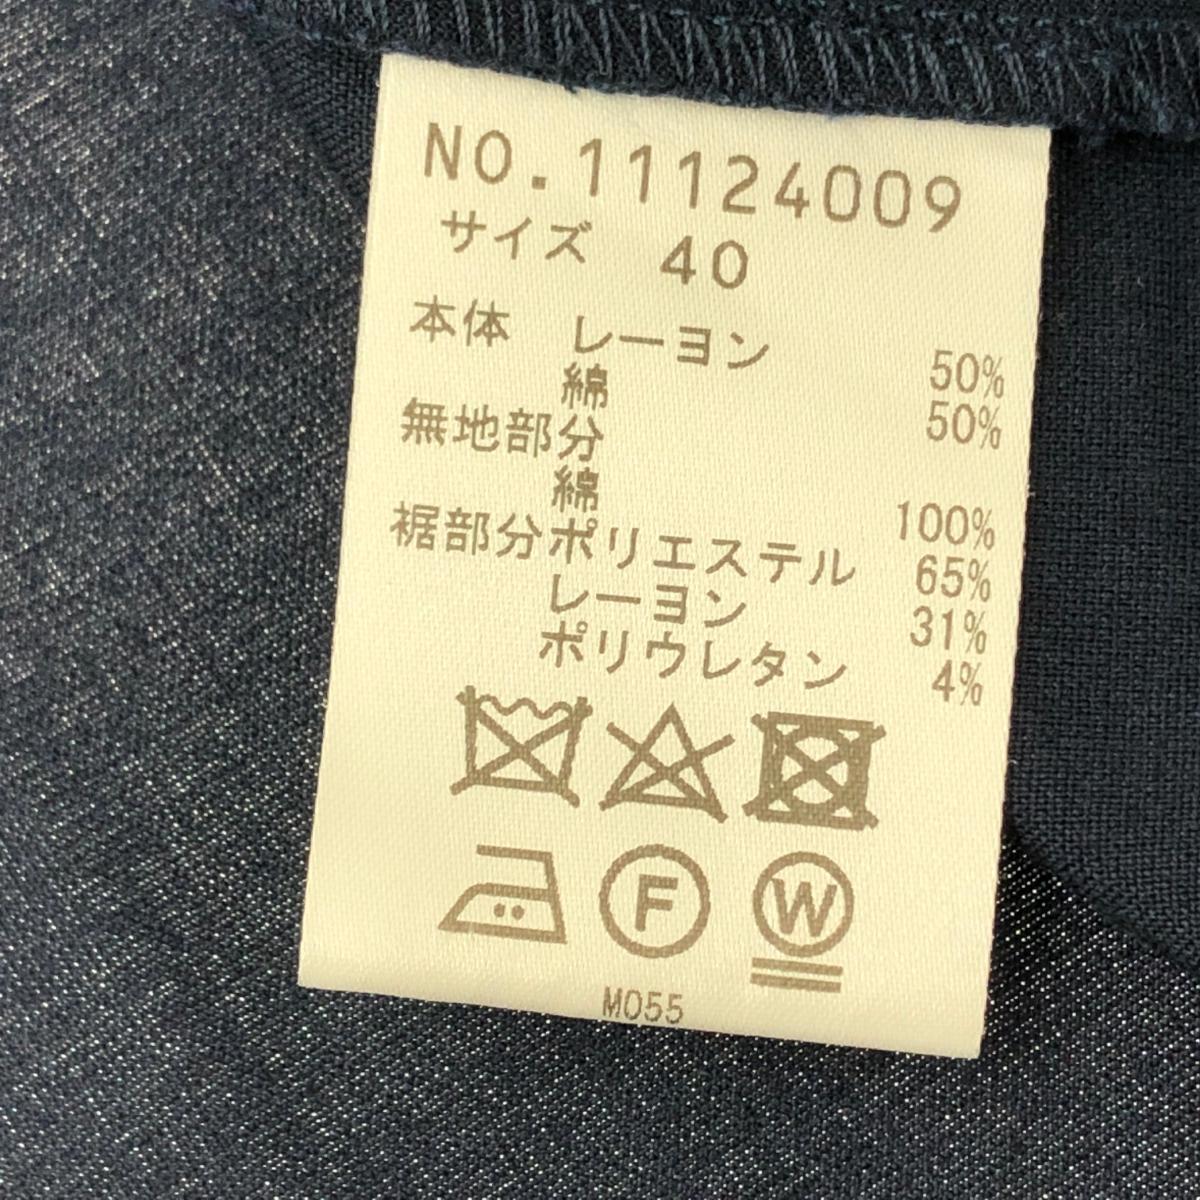 NO.11124009
サイズ 40
本体 レーヨン 50%
綿 50%
無地部分
綿 100%
裾部分ポリエステル 65%
レーヨン 31%
ポリウレタン 4%
F W
M055